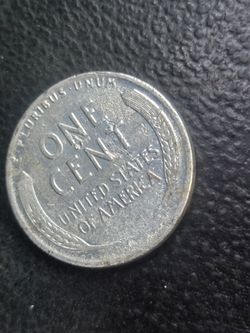 E·PLURIBUS·UNUM
ONE
CENT
UNITED STATES
OF AMERICA